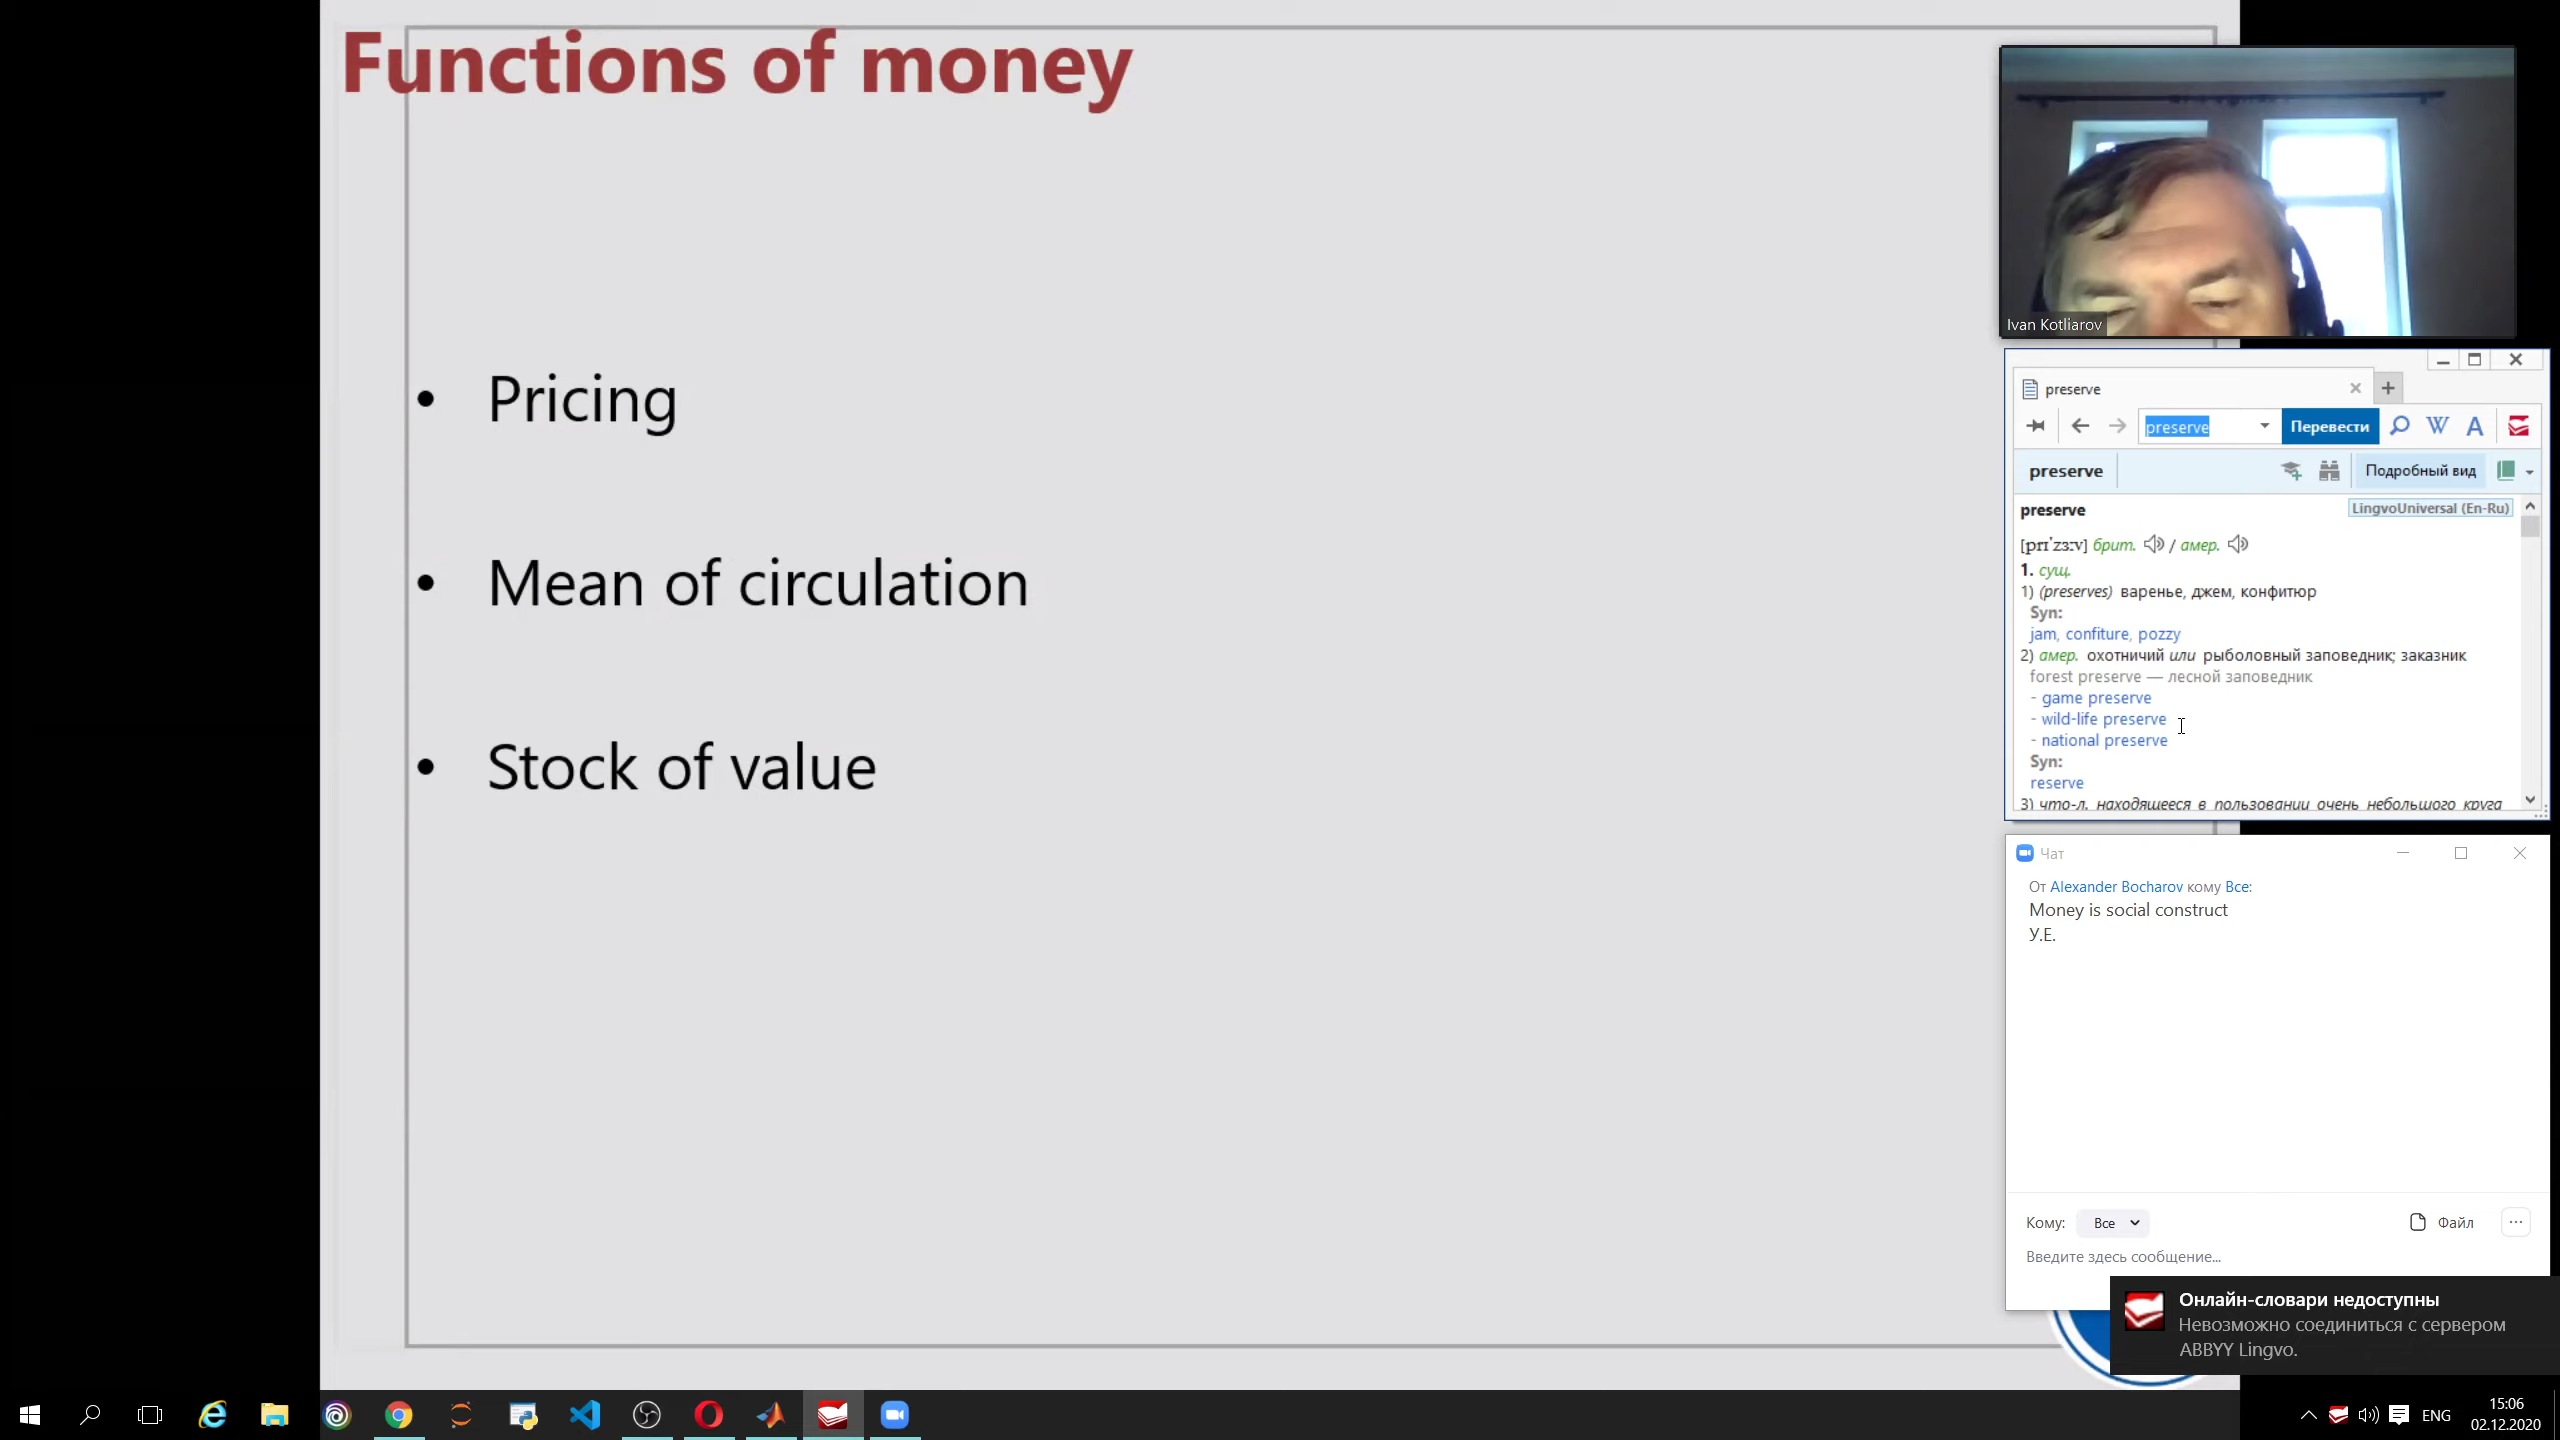 Functions of money
• Pricing
• Mean of circulation
• Stock of value
Ivan Kotliarov
preserve
preserve
Перевести
preserve
Подробный вид
preserve
LingvoUniversal (En-Ru)
[prɪ'zɜːv] брит. / амер.
1. сущ.
1) (preserves) варенье, джем, конфитюр
Syn:
jam, confiture, pozzy
2) амер. охотничий или рыболовный заповедник; заказник
forest preserve — лесной заповедник
- game preserve
- wild-life preserve
- national preserve
Syn:
reserve
3) что-л. находящееся в пользовании очень небольшого круга
Чат
От Alexander Bocharov кому Все:
Money is social construct
У.Е.
Кому:
Все
Файл
Введите здесь сообщение...
Онлайн-словари недоступны
Невозможно соединиться с сервером
ABBYY Lingvo.
ENG
15:06
02.12.2020